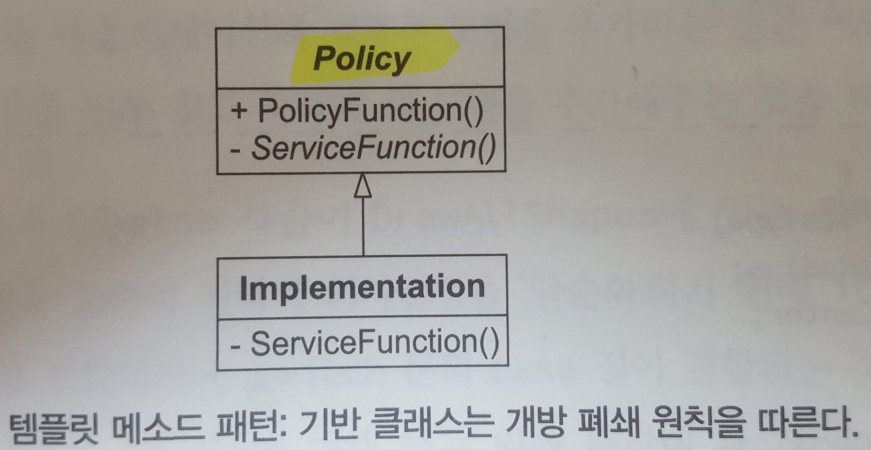 Policy
+ PolicyFunction()
- ServiceFunction()
Implementation
- ServiceFunction()
템플릿 메소드 패턴: 기반 클래스는 개방 폐쇄 원칙을 따른다.